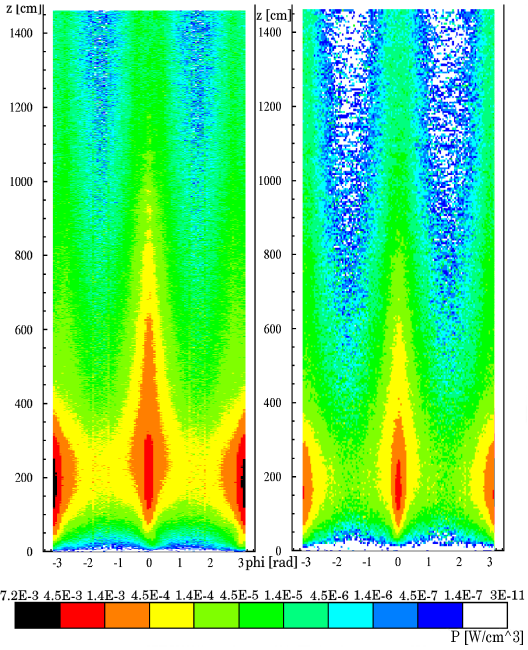 z [cm] z [cm]
1400 1400
1200 1200
1000 1000
800 800
600 600
400 400
200 200
0 0
-3 -2 -1 0 1 2 3 phi [rad] -3 -2 -1 0 1 2 3
7.2E-3 4.5E-3 1.4E-3 4.5E-4 1.4E-4 4.5E-5 1.4E-5 4.5E-6 1.4E-6 4.5E-7 1.4E-7 3E-11
P [W/cm^3]